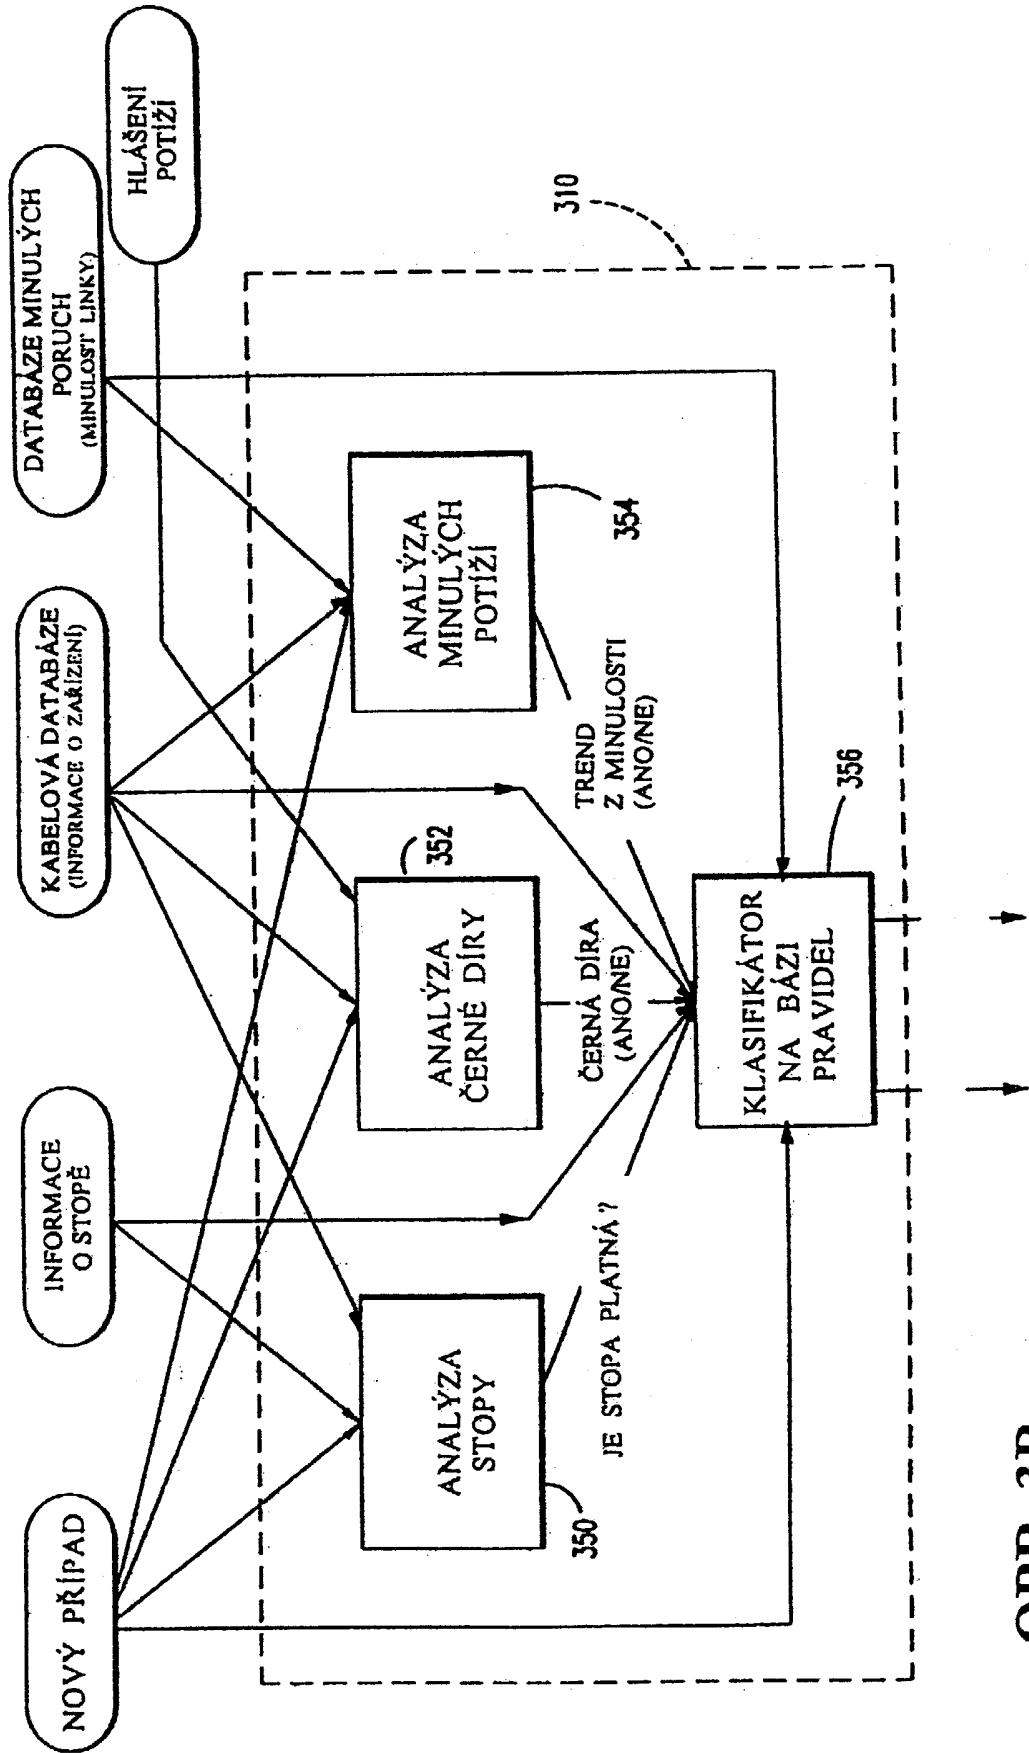 NOVÝ PŘÍPAD
INFORMACE
O STOPĚ
KABELOVÁ DATABÁZE
(INFORMACE O ZAŘÍZENÍ)
DATABÁZE MINULÝCH
PORUCH
(MINULOST LINKY)
HLÁŠENÍ
POTÍŽÍ
310
ANALÝZA
STOPY
350
ANALÝZA
ČERNÉ DÍRY
352
ANALÝZA
MINULÝCH
POTÍŽÍ
354
JE STOPA PLATNÁ?
ČERNÁ DÍRA
(ANO/NE)
TREND
Z MINULOSTI
(ANO/NE)
KLASIFIKÁTOR
NA BÁZI
PRAVIDEL
356